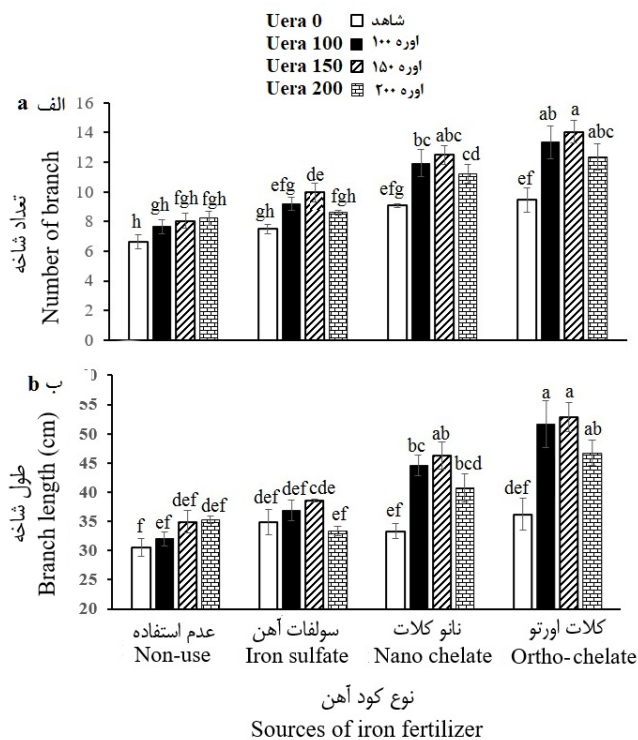 Uera 0 شاهد
Uera 100 اوره ۱۰۰
Uera 150 اوره ۱۵۰
Uera 200 اوره ۲۰۰
a الف
16
14
12
10
8
6
4
2
0
تعداد شاخه
Number of branch
h gh fgh fgh
gh efg de fgh
efg bc abc cd
ef ab a abc
b ب
55
50
45
40
35
30
25
20
طول شاخه
Branch length (cm)
f ef def def
def def cde ef
ef bc ab bcd
def a a ab
عدم استفاده سولفات آهن نانو کلات کلات اورتو
Non-use Iron sulfate Nano chelate Ortho-chelate
نوع کود آهن
Sources of iron fertilizer